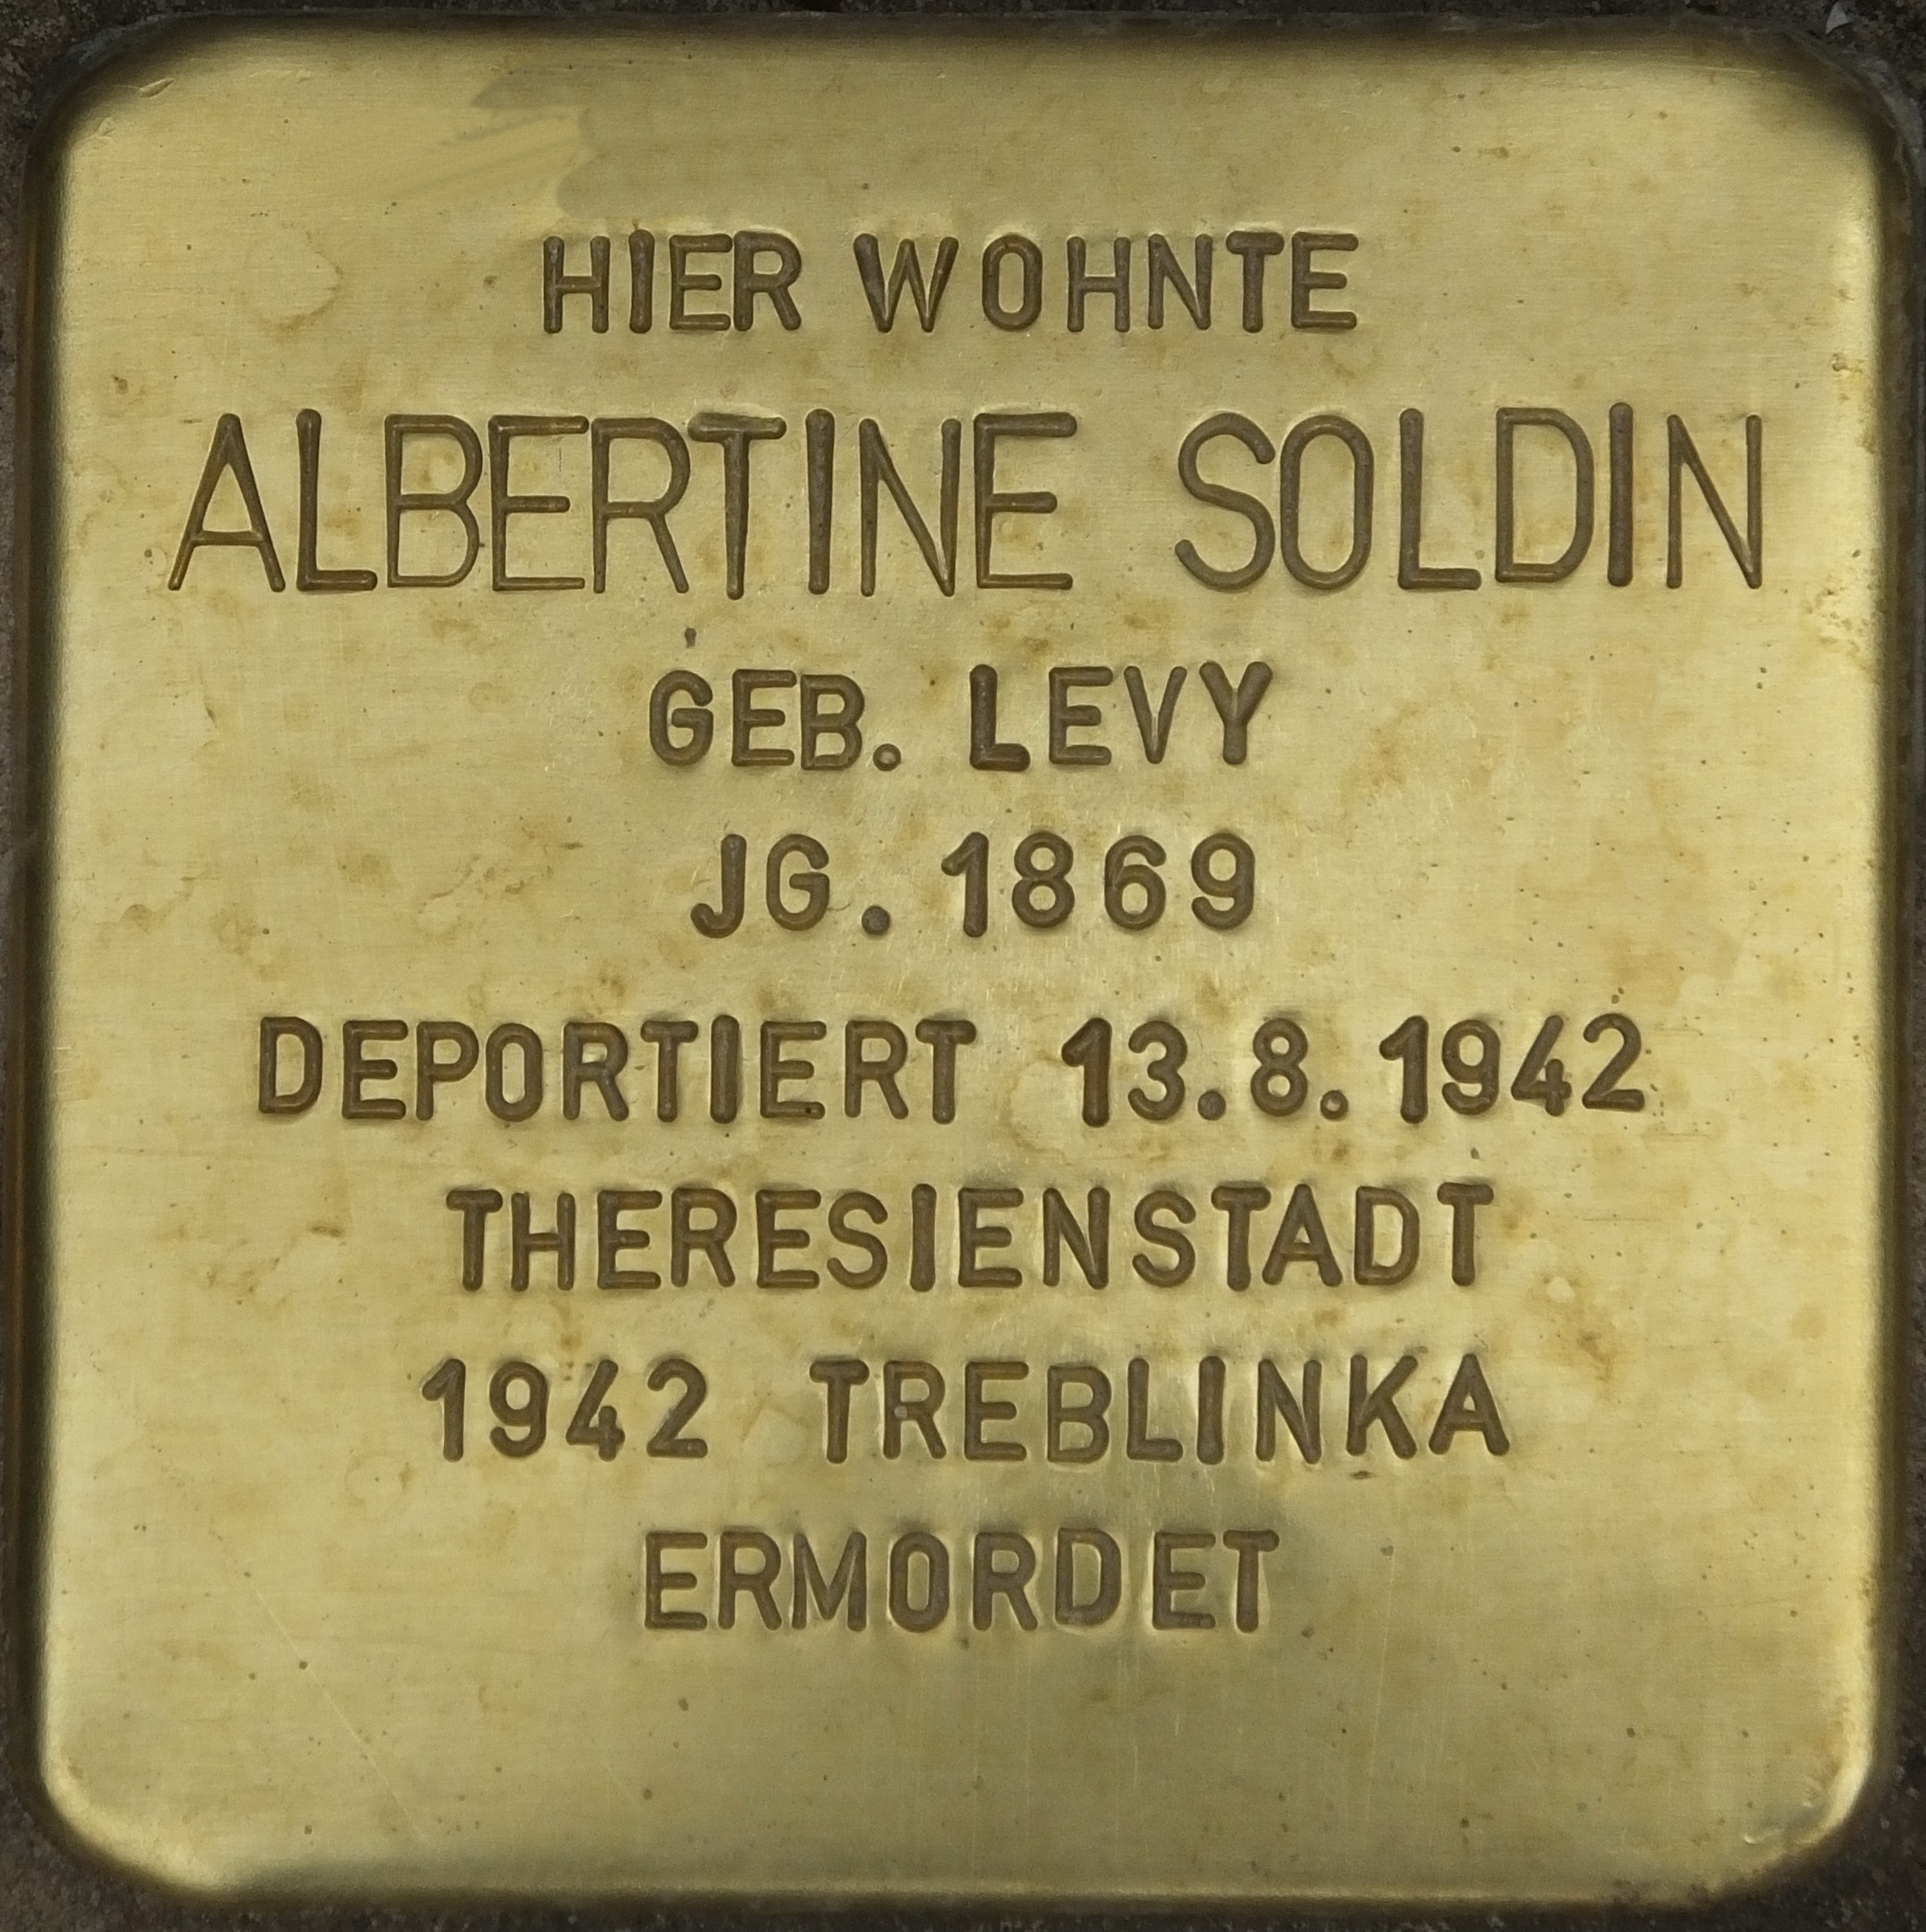 HIER WOHNTE
ALBERTINE SOLDIN
GEB. LEVY
JG. 1869
DEPORTIERT 13.8.1942
THERESIENSTADT
1942 TREBLINKA
ERMORDET